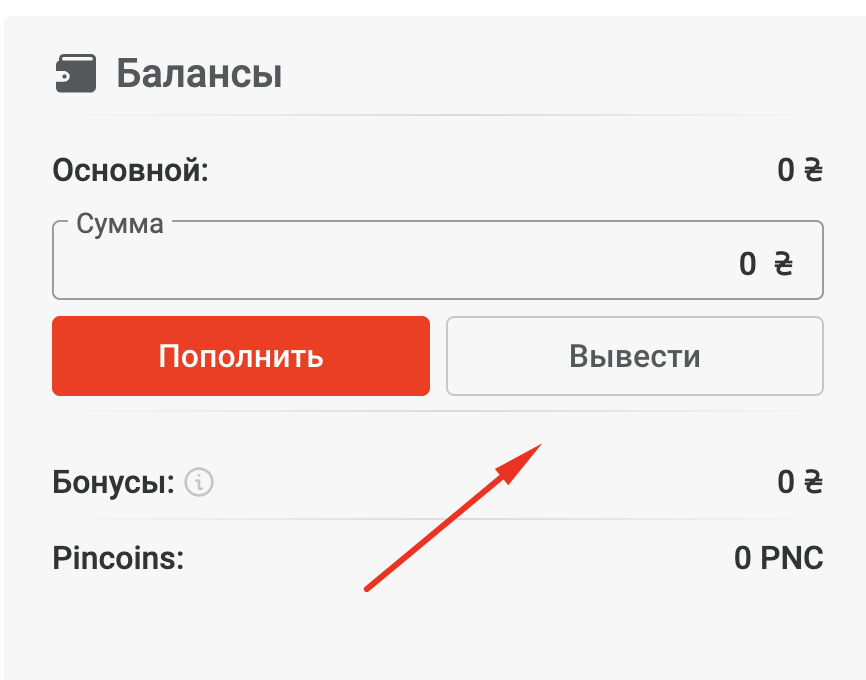 Балансы
Основной: 0 ₴
Сумма
0 ₴
Пополнить Вывести
Бонусы: 0 ₴
Pincoins: 0 PNC